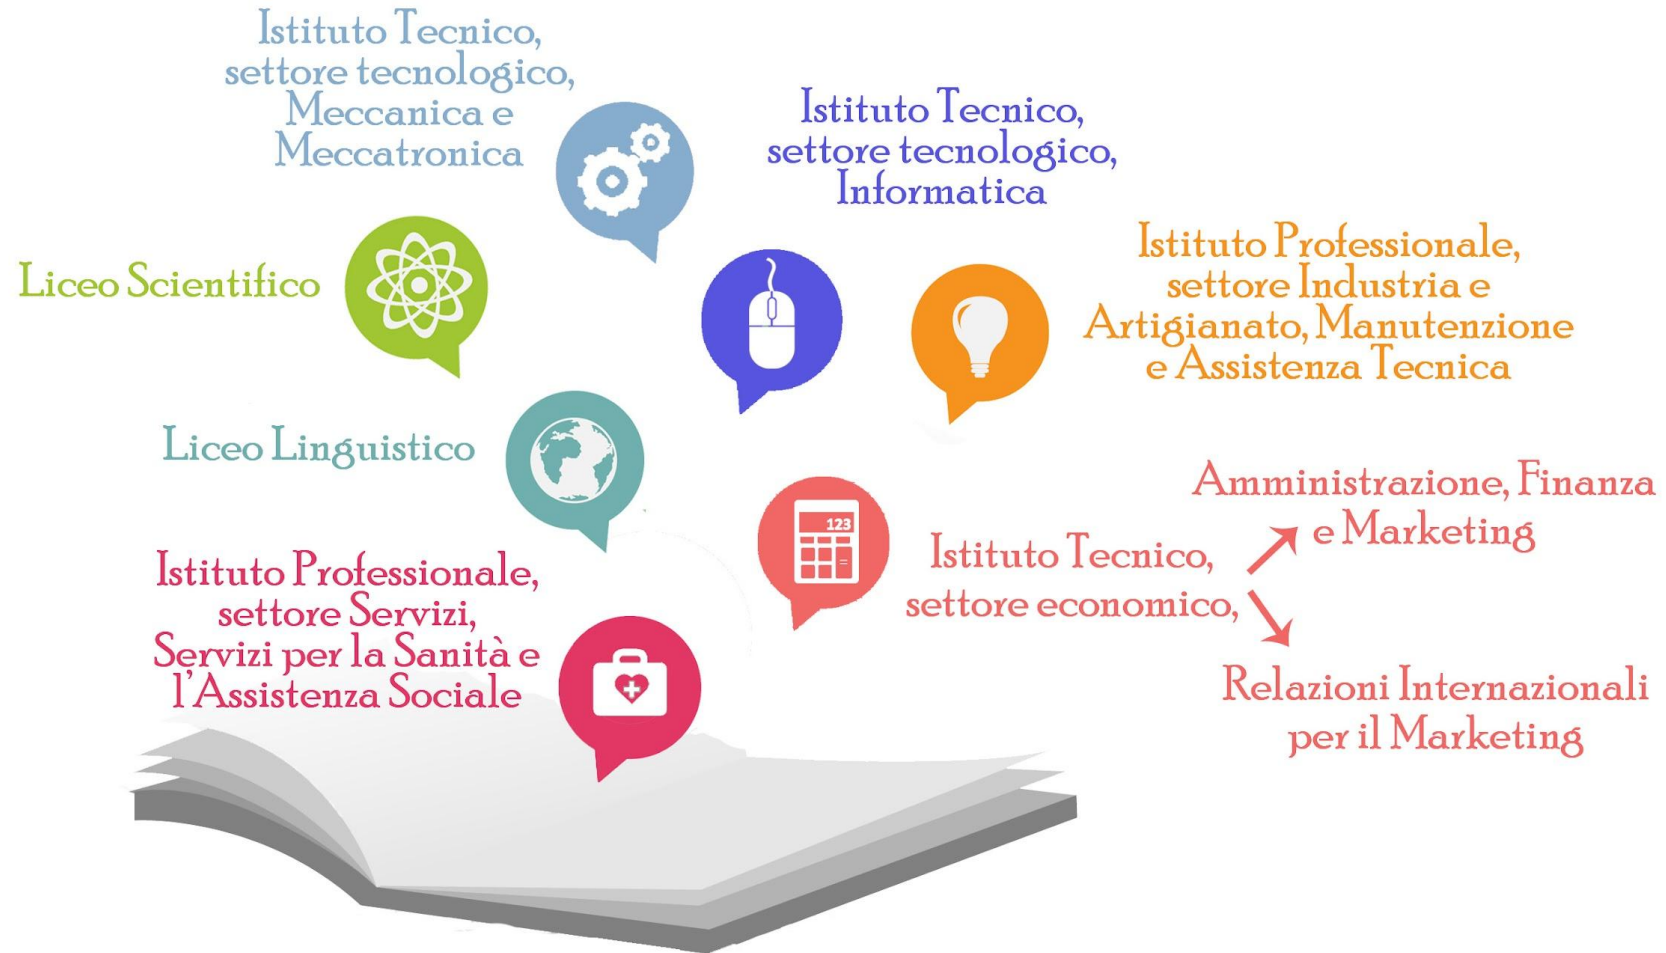 Istituto Tecnico,
settore tecnologico,
Meccanica e
Meccatronica
Istituto Tecnico,
settore tecnologico,
Informatica
Liceo Scientifico
Istituto Professionale,
settore Industria e
Artigianato, Manutenzione
e Assistenza Tecnica
Liceo Linguistico
123
Istituto Tecnico,
settore economico,
Amministrazione, Finanza
e Marketing
Relazioni Internazionali
per il Marketing
Istituto Professionale,
settore Servizi,
Servizi per la Sanità e
l'Assistenza Sociale